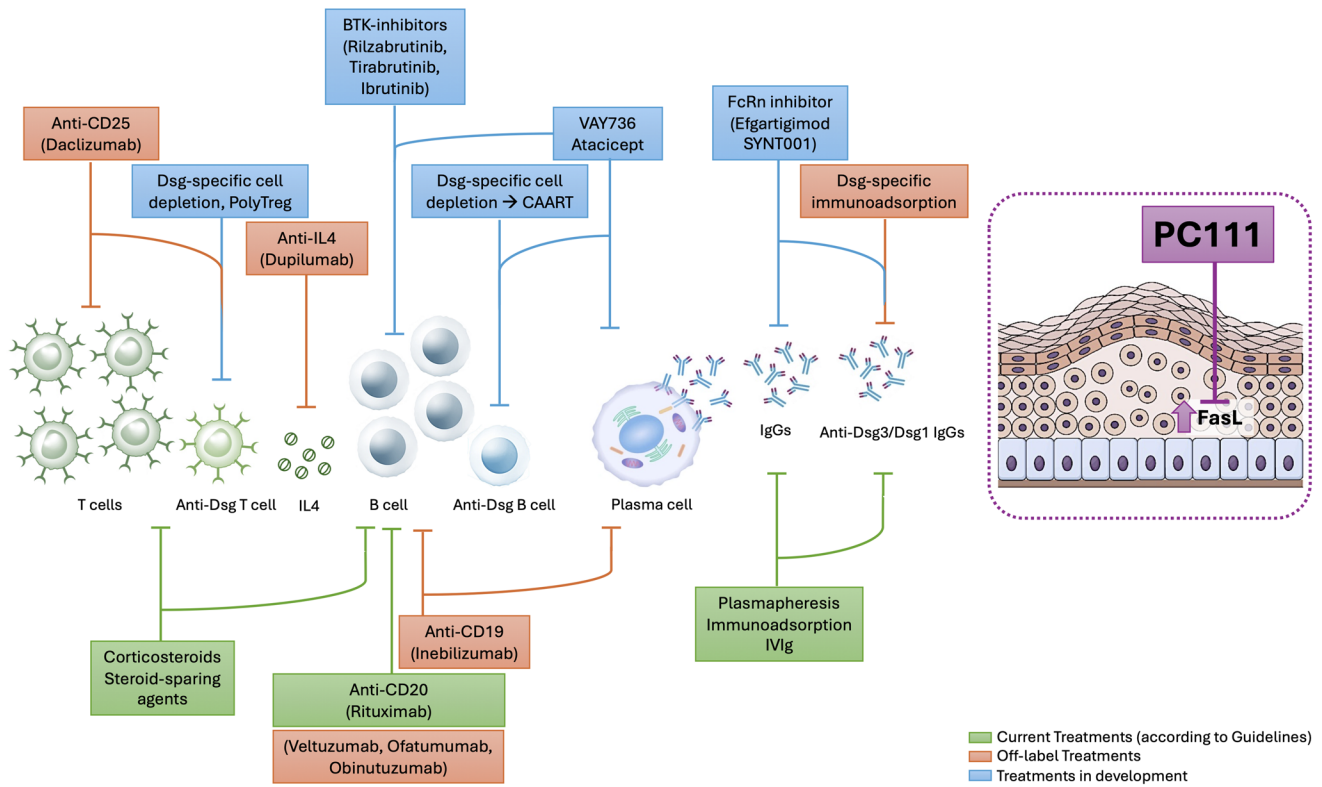 BTK-inhibitors
(Rilzabrutinib,
Tirabrutinib,
Ibrutinib)
Anti-CD25
(Daclizumab)
VAY736
Atacicept
FcRn inhibitor
(Efgartigimod
SYNT001)
Dsg-specific cell
depletion, PolyTreg
Dsg-specific cell
depletion → CAART
Dsg-specific
immunoadsorption
Anti-IL4
(Dupilumab)
PC111
FasL
IgGs
Anti-Dsg3/Dsg1 IgGs
T cells
Anti-Dsg T cell
IL4
B cell
Anti-Dsg B cell
Plasma cell
Plasmapheresis
Immunoadsorption
IVIg
Anti-CD19
(Inebilizumab)
Corticosteroids
Steroid-sparing
agents
Anti-CD20
(Rituximab)
(Veltuzumab, Ofatumumab,
Obinutuzumab)
Current Treatments (according to Guidelines)
Off-label Treatments
Treatments in development